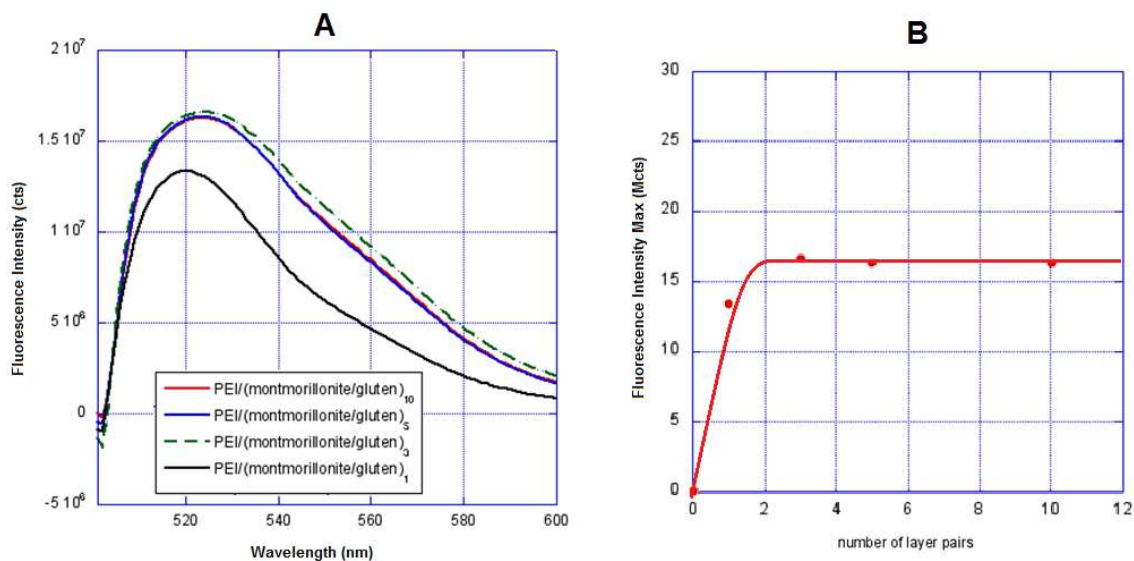 A
2 10⁷
1.5 10⁷
1 10⁷
5 10⁶
0
-5 10⁶
Fluorescence Intensity (cts)
PEI/(montmorillonite/gluten)₁₀
PEI/(montmorillonite/gluten)₅
PEI/(montmorillonite/gluten)₃
PEI/(montmorillonite/gluten)₁
520 540 560 580 600
Wavelength (nm)
B
30
25
20
15
10
5
0
Fluorescence Intensity Max (Mcts)
0 2 4 6 8 10 12
number of layer pairs